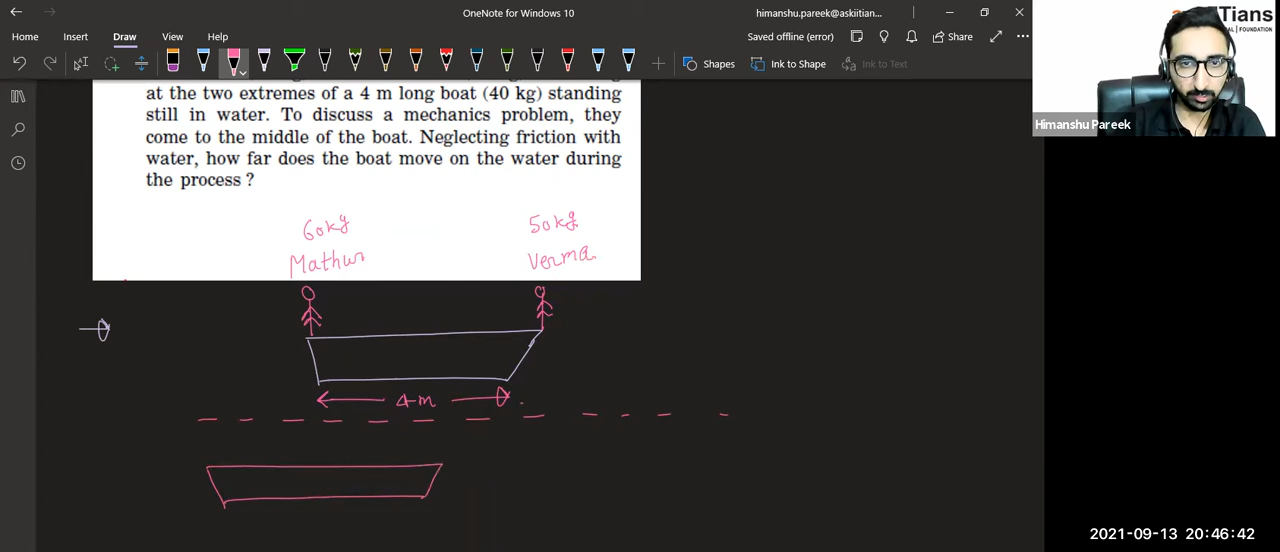 OneNote for Windows 10
himanshu.pareek@askiitian...
Tians
AL | FOUNDATION
Home
Insert
Draw
View
Help
Saved offline (error)
Share
Shapes
Ink to Shape
Ink to Text
at the two extremes of a 4 m long boat (40 kg) standing
still in water. To discuss a mechanics problem, they
come to the middle of the boat. Neglecting friction with
water, how far does the boat move on the water during
the process ?
Himanshu Pareek
60kg
50kg
Mathur
Verma
4m
2021-09-13 20:46:42